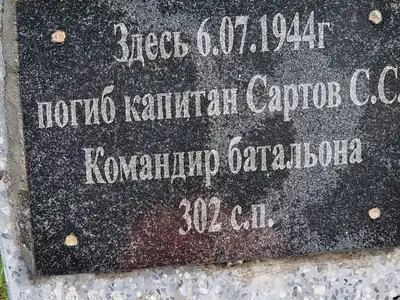 Здесь 6.07.1944г
погиб капитан Сартов С.С.
Командир батальона
302 с.п.